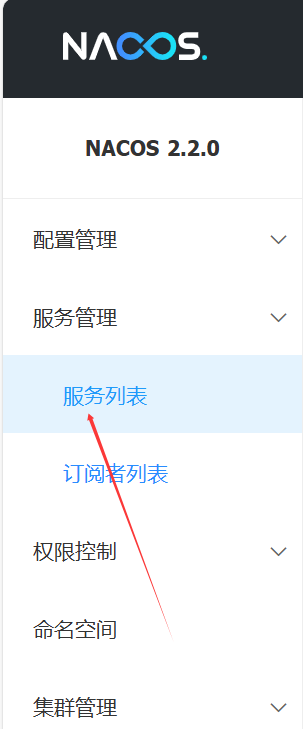 NACOS.
NACOS 2.2.0
配置管理
服务管理
服务列表
订阅者列表
权限控制
命名空间
集群管理